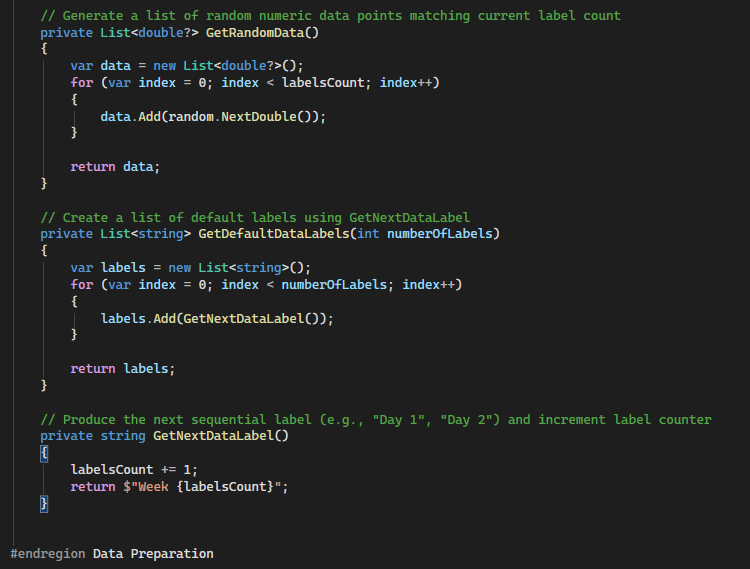 // Generate a list of random numeric data points matching current label count
private List<double?> GetRandomData()
{
var data = new List<double?>();
for (var index = 0; index < labelsCount; index++)
{
data.Add(random.NextDouble());
}
return data;
}
// Create a list of default labels using GetNextDataLabel
private List<string> GetDefaultDataLabels(int numberOfLabels)
{
var labels = new List<string>();
for (var index = 0; index < numberOfLabels; index++)
{
labels.Add(GetNextDataLabel());
}
return labels;
}
// Produce the next sequential label (e.g., "Day 1", "Day 2") and increment label counter
private string GetNextDataLabel()
{
labelsCount += 1;
return $"Week {labelsCount}";
}
#endregion Data Preparation